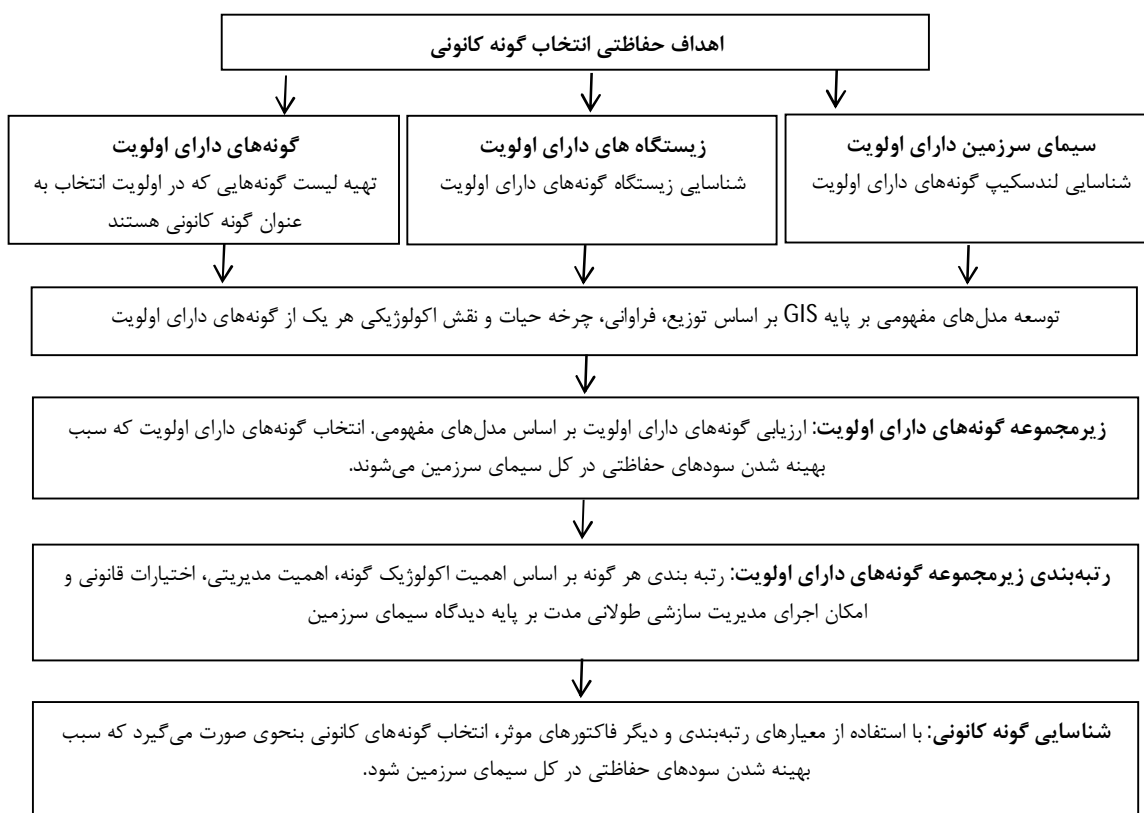 اهداف حفاظتی انتخاب گونه کانونی
سیمای سرزمین دارای اولویت
شناسایی لندسکیپ گونه‌های دارای اولویت
زیستگاه های دارای اولویت
شناسایی زیستگاه گونه‌های دارای اولویت
گونه‌های دارای اولویت
تهیه لیست گونه‌هایی که در اولویت انتخاب به
عنوان گونه کانونی هستند
توسعه مدل‌های مفهومی بر پایه GIS بر اساس توزیع، فراوانی، چرخه حیات و نقش اکولوژیکی هر یک از گونه‌های دارای اولویت
زیرمجموعه گونه‌های دارای اولویت: ارزیابی گونه‌های دارای اولویت بر اساس مدل‌های مفهومی. انتخاب گونه‌های دارای اولویت که سبب
بهینه شدن سودهای حفاظتی در کل سیمای سرزمین می‌شوند.
رتبه‌بندی زیرمجموعه گونه‌های دارای اولویت: رتبه بندی هر گونه بر اساس اهمیت اکولوژیک گونه، اهمیت مدیریتی، اختیارات قانونی و
امکان اجرای مدیریت سازشی طولانی مدت بر پایه دیدگاه سیمای سرزمین
شناسایی گونه کانونی: با استفاده از معیارهای رتبه‌بندی و دیگر فاکتورهای موثر، انتخاب گونه‌های کانونی بنحوی صورت می‌گیرد که سبب
بهینه شدن سودهای حفاظتی در کل سیمای سرزمین شود.